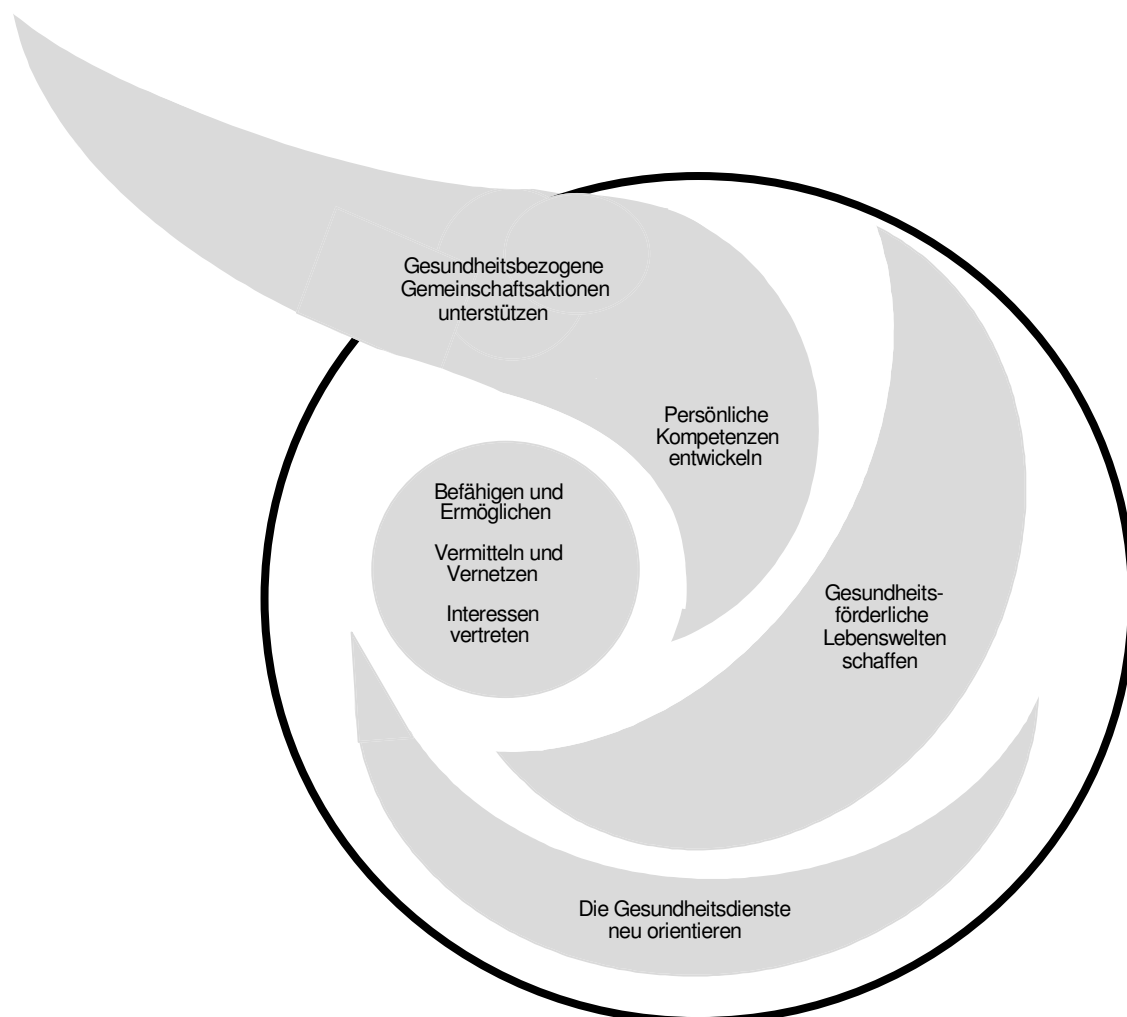 Gesundheitsbezogene
Gemeinschaftsaktionen
unterstützen
Persönliche
Kompetenzen
entwickeln
Befähigen und
Ermöglichen
Vermitteln und
Vernetzen
Interessen
vertreten
Gesundheits-
förderliche
Lebenswelten
schaffen
Die Gesundheitsdienste
neu orientieren